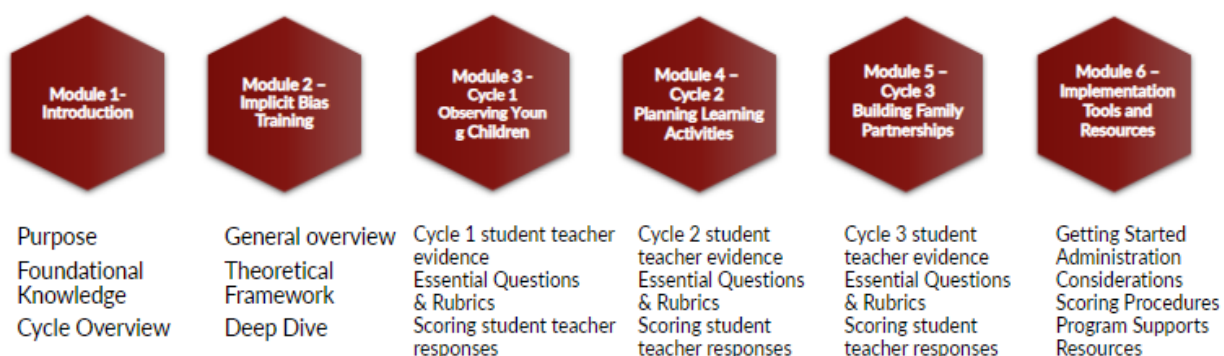 Module 1-
Introduction
Module 2 –
Implicit Bias
Training
Module 3 -
Cycle 1
Observing Youn
g Children
Module 4 –
Cycle 2
Planning Learning
Activities
Module 5 –
Cycle 3
Building Family
Partnerships
Module 6 –
Implementation
Tools and
Resources
Purpose
Foundational
Knowledge
Cycle Overview
General overview
Theoretical
Framework
Deep Dive
Cycle 1 student teacher
evidence
Essential Questions
& Rubrics
Scoring student teacher
responses
Cycle 2 student
teacher evidence
Essential Questions
& Rubrics
Scoring student
teacher responses
Cycle 3 student
teacher evidence
Essential Questions
& Rubrics
Scoring student
teacher responses
Getting Started
Administration
Considerations
Scoring Procedures
Program Supports
Resources